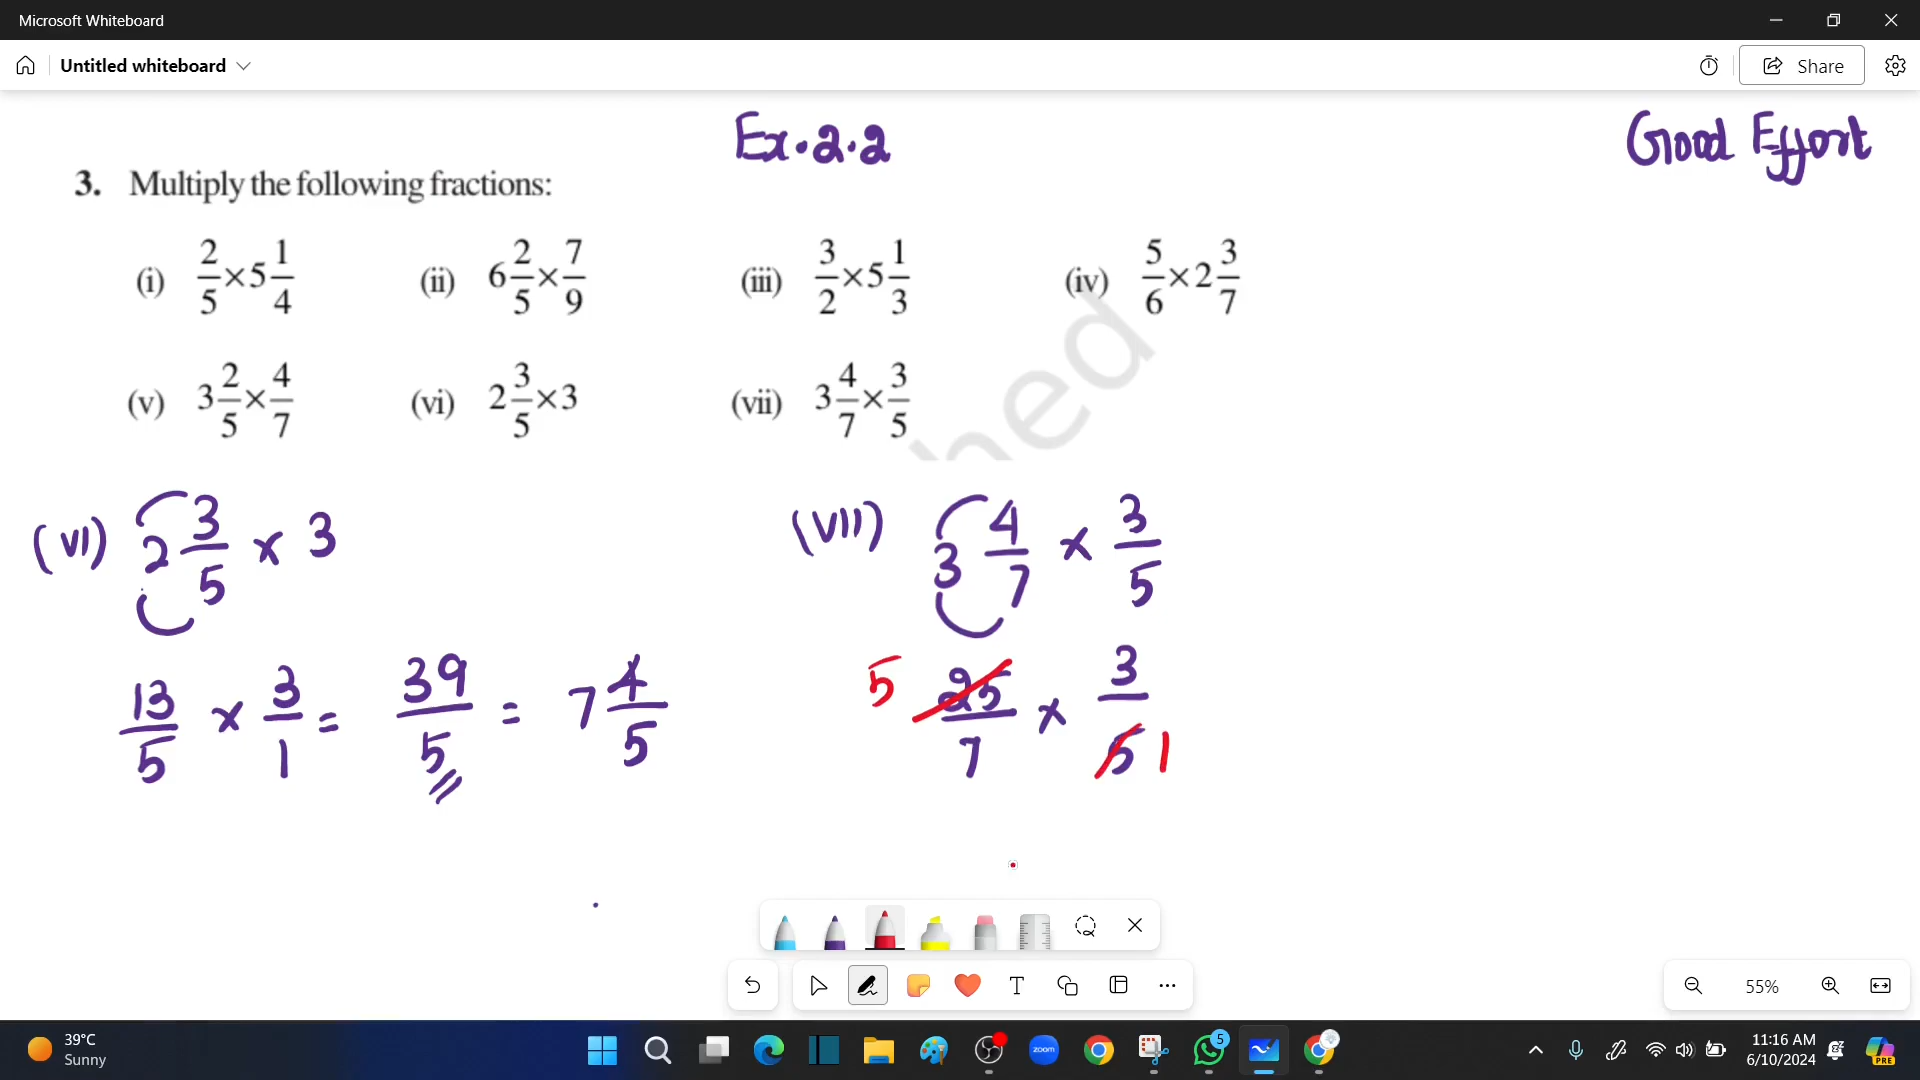 Microsoft Whiteboard
Untitled whiteboard
Share
Ex.2.2
Good Effort
3. Multiply the following fractions:
(i) 2/5 × 5 1/4 (ii) 6 2/5 × 7/9 (iii) 3/2 × 5 1/3 (iv) 5/6 × 2 3/7
(v) 3 2/5 × 4/7 (vi) 2 3/5 × 3 (vii) 3 4/7 × 3/5
hed
(VI) 2 3/5 × 3
(VII) 3 4/7 × 3/5
13/5 × 3/1 = 39/5 = 7 4/5
5 25/7 × 3/5 1
55%
39°C
Sunny
zoom
5
11:16 AM
6/10/2024
PRE